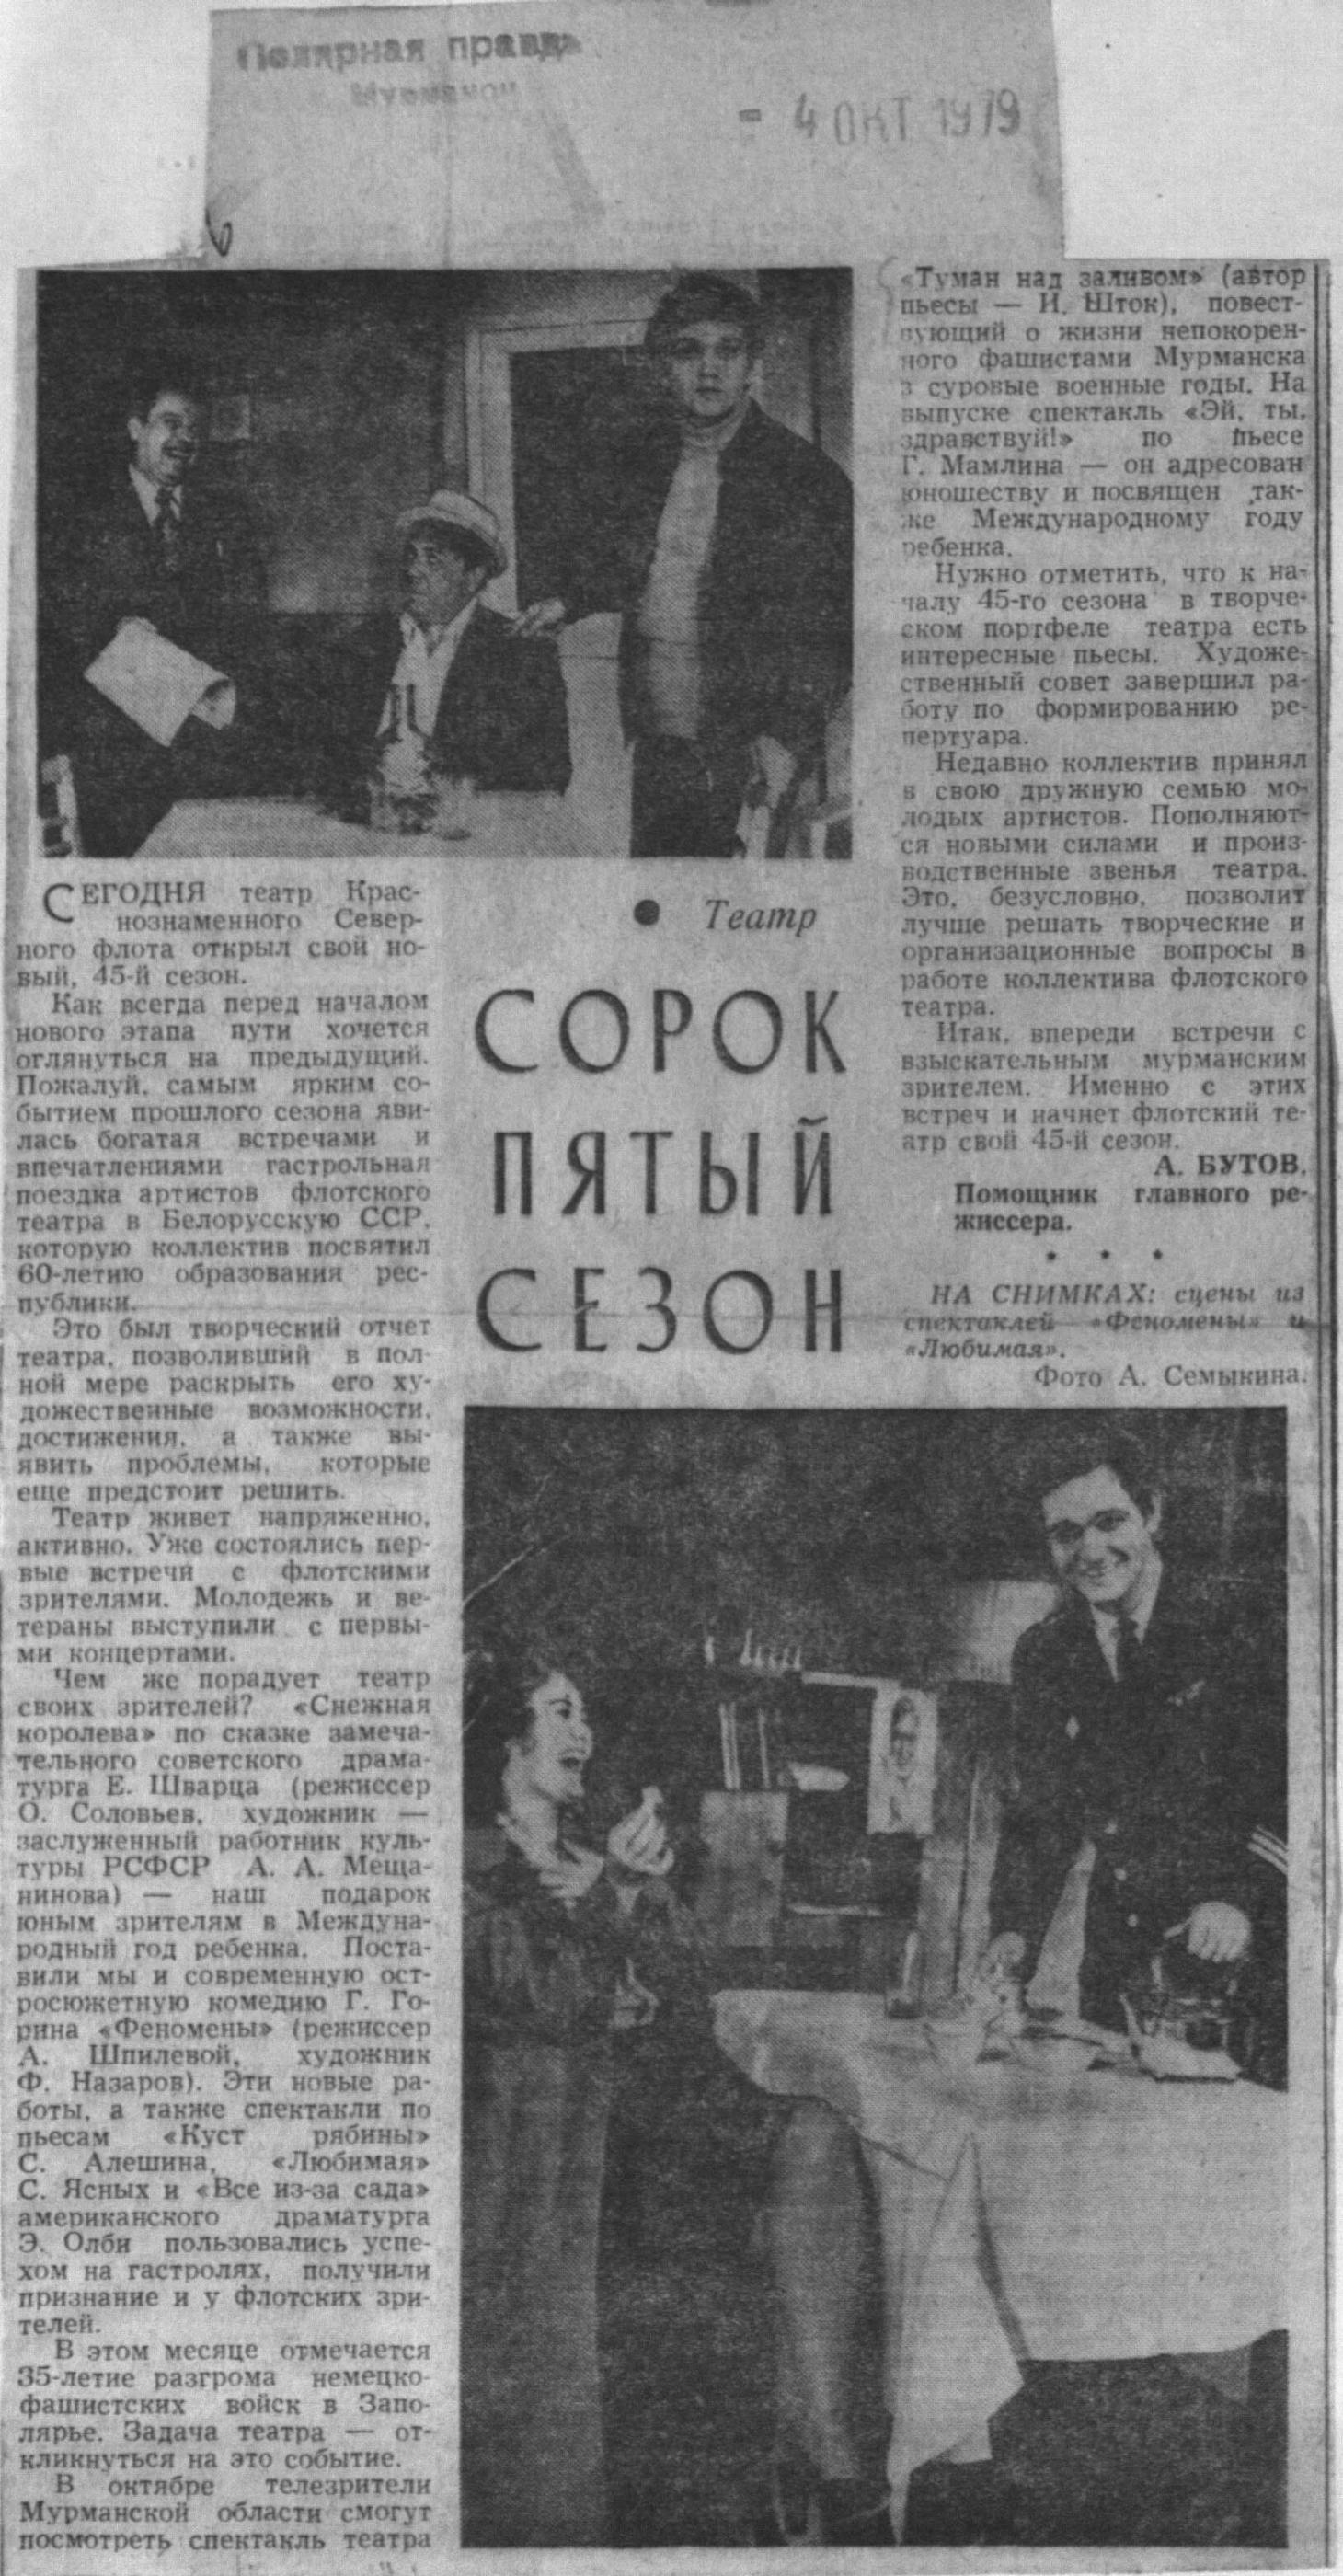 Полярная правда
Мурманск
- 4 ОКТ 1979
СЕГОДНЯ театр Крас-
нознаменного Север-
ного флота открыл свой но-
вый, 45-й сезон.
Как всегда перед началом
нового этапа пути хочется
оглянуться на предыдущий.
Пожалуй, самым ярким со-
бытием прошлого сезона яви-
лась богатая встречами и
впечатлениями гастрольная
поездка артистов флотского
театра в Белорусскую ССР,
которую коллектив посвятил
60-летию образования рес-
публики.
Это был творческий отчет
театра, позволивший в пол-
ной мере раскрыть его ху-
дожественные возможности,
достижения, а также вы-
явить проблемы, которые
еще предстоит решить.
Театр живет напряженно,
активно. Уже состоялись пер-
вые встречи с флотскими
зрителями. Молодежь и ве-
тераны выступили с первы-
ми концертами.
Чем же порадует театр
своих зрителей? «Снежная
королева» по сказке замеча-
тельного советского драма-
турга Е. Шварца (режиссер
О. Соловьев, художник —
заслуженный работник куль-
туры РСФСР А. А. Меща-
нинова) — наш подарок
юным зрителям в Междуна-
родный год ребенка. Поста-
вили мы и современную ост-
росюжетную комедию Г. Го-
рина «Феномены» (режиссер
А. Шпилевой, художник
Ф. Назаров). Эти новые ра-
боты, а также спектакли по
пьесам «Куст рябины»
С. Алешина, «Любимая»
С. Ясных и «Все из-за сада»
американского драматурга
Э. Олби пользовались успе-
хом на гастролях, получили
признание и у флотских зри-
телей.
В этом месяце отмечается
35-летие разгрома немецко-
фашистских войск в Запо-
лярье. Задача театра — от-
кликнуться на это событие.
В октябре телезрители
Мурманской области смогут
посмотреть спектакль театра
«Туман над заливом» (автор
пьесы — И. Шток), повест-
вующий о жизни непокорен-
ного фашистами Мурманска
в суровые военные годы. На
выпуске спектакль «Эй, ты,
здравствуй!» по пьесе
Г. Мамлина — он адресован
юношеству и посвящен так-
же Международному году
ребенка.
Нужно отметить, что к на-
чалу 45-го сезона в творче-
ском портфеле театра есть
интересные пьесы. Художе-
ственный совет завершил ра-
боту по формированию ре-
пертуара.
Недавно коллектив принял
в свою дружную семью мо-
лодых артистов. Пополняют-
ся новыми силами и произ-
водственные звенья театра.
Это, безусловно, позволит
лучше решать творческие и
организационные вопросы в
работе коллектива флотского
театра.
Итак, впереди встречи с
взыскательным мурманским
зрителем. Именно с этих
встреч и начнет флотский те-
атр свой 45-й сезон.
А. БУТОВ,
Помощник главного ре-
жиссера.
• • •
НА СНИМКАХ: сцены из
спектаклей «Феномены» и
«Любимая».
Фото А. Семыкина.
● Театр
СОРОК
ПЯТЫЙ
СЕЗОН